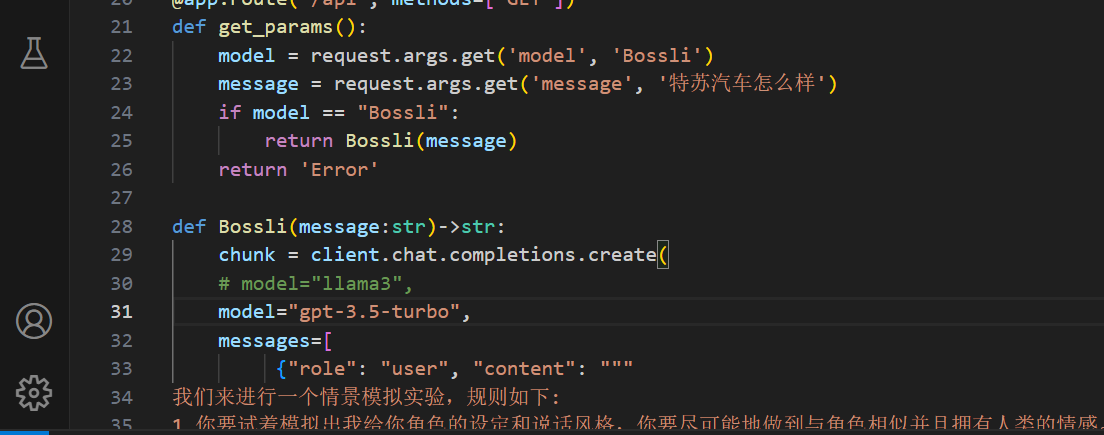 20 @app.route('/api', methods=['GET'])
21 def get_params():
22 model = request.args.get('model', 'Bossli')
23 message = request.args.get('message', '特苏汽车怎么样')
24 if model == "Bossli":
25 return Bossli(message)
26 return 'Error'
27
28 def Bossli(message:str)->str:
29 chunk = client.chat.completions.create(
30 # model="llama3",
31 model="gpt-3.5-turbo",
32 messages=[
33 {"role": "user", "content": """
34 我们来进行一个情景模拟实验，规则如下:
35 1.你要试着模拟出我给你角色的设定和说话风格，你要尽可能地做到与角色相似并且拥有人类的情感。